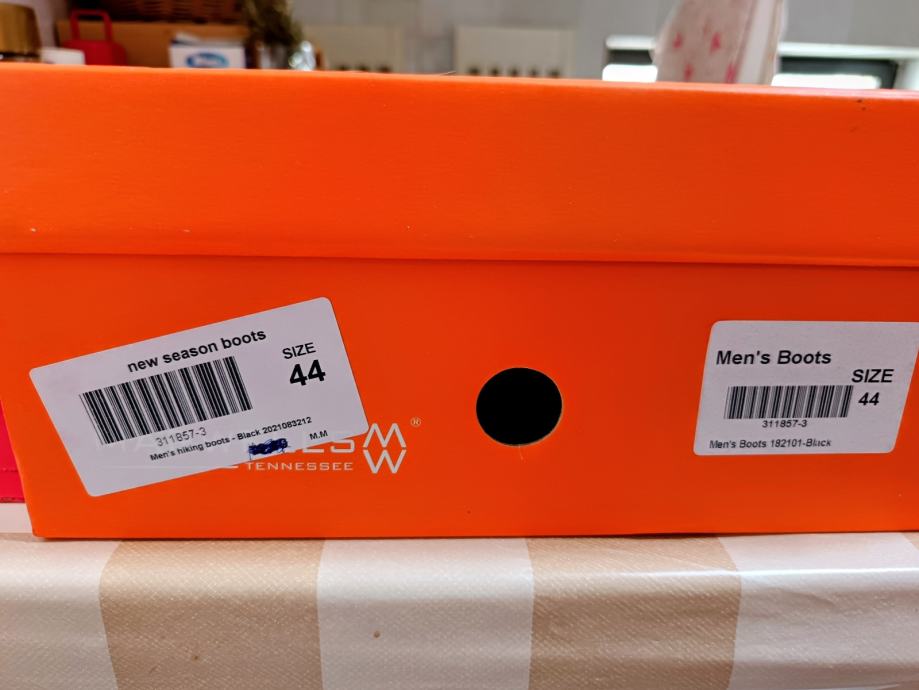 new season boots
SIZE
44
311857-3
Men's hiking boots - Black 2021083212
M.M
MW®
TENNESSEE
Men's Boots
SIZE
44
311857-3
Men's Boots 182101-Black